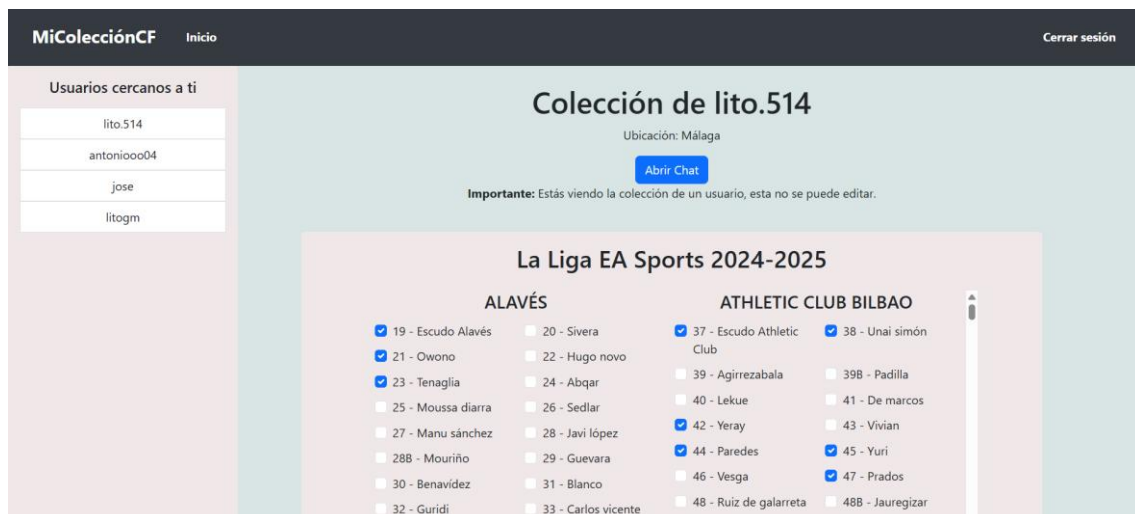 MiColecciónCF Inicio Cerrar sesión
Usuarios cercanos a ti
lito.514
antoniooo04
jose
litogm
Colección de lito.514
Ubicación: Málaga
Abrir Chat
Importante: Estás viendo la colección de un usuario, esta no se puede editar.
La Liga EA Sports 2024-2025
ALAVÉS
19 - Escudo Alavés 20 - Sivera
21 - Owono 22 - Hugo novo
23 - Tenaglia 24 - Abqar
25 - Moussa diarra 26 - Sedlar
27 - Manu sánchez 28 - Javi lópez
28B - Mouriño 29 - Guevara
30 - Benavídez 31 - Blanco
32 - Guridi 33 - Carlos vicente
ATHLETIC CLUB BILBAO
37 - Escudo Athletic 38 - Unai simón
Club
39 - Agirrezabala 39B - Padilla
40 - Lekue 41 - De marcos
42 - Yeray 43 - Vivian
44 - Paredes 45 - Yuri
46 - Vesga 47 - Prados
48 - Ruiz de galarreta 48B - Jauregizar